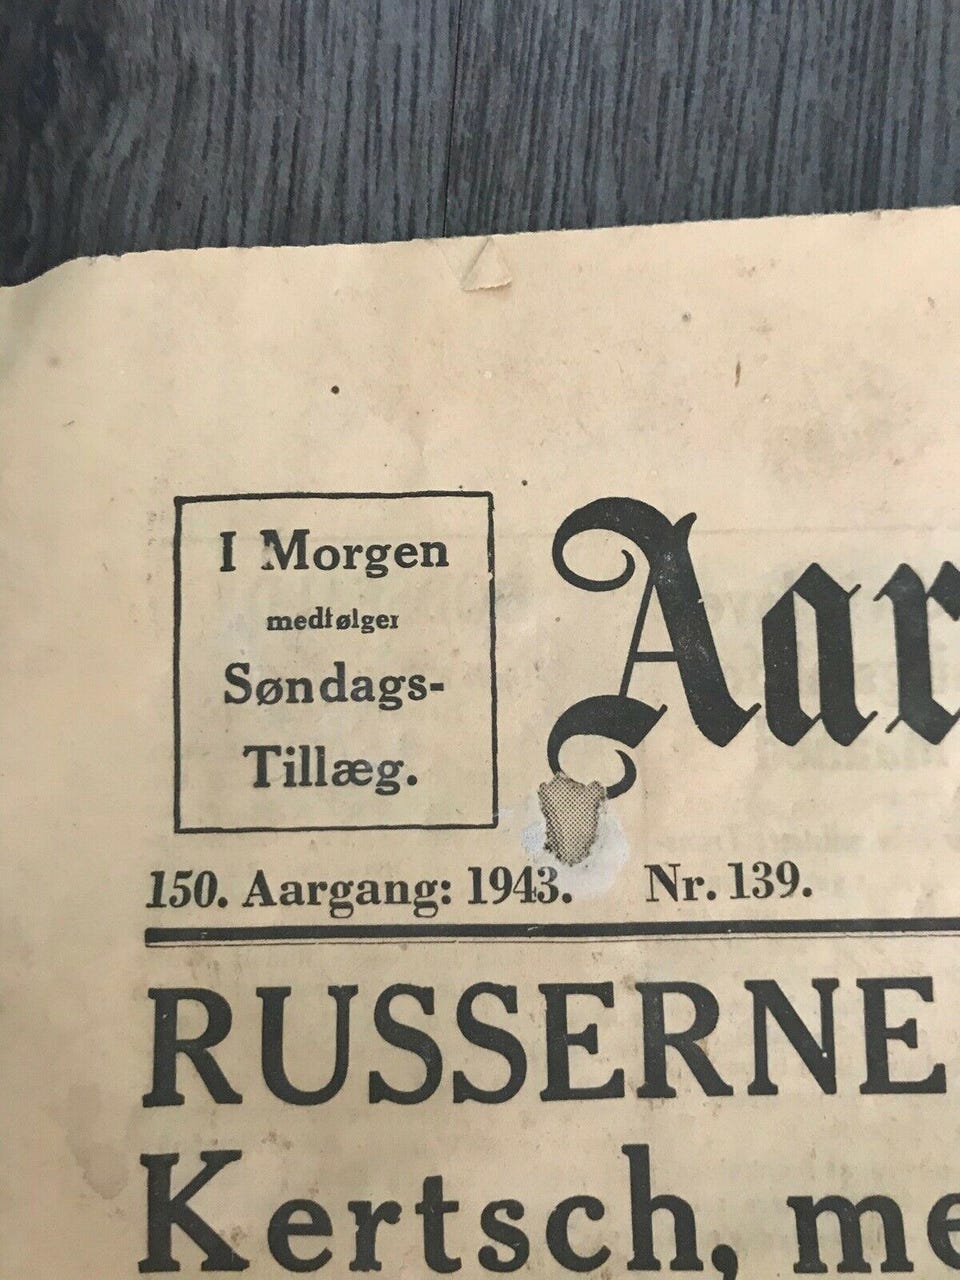 I Morgen
medfølger
Søndags-
Tillæg.
Aar
150. Aargang: 1943. Nr. 139.
RUSSERNE
Kertsch, me